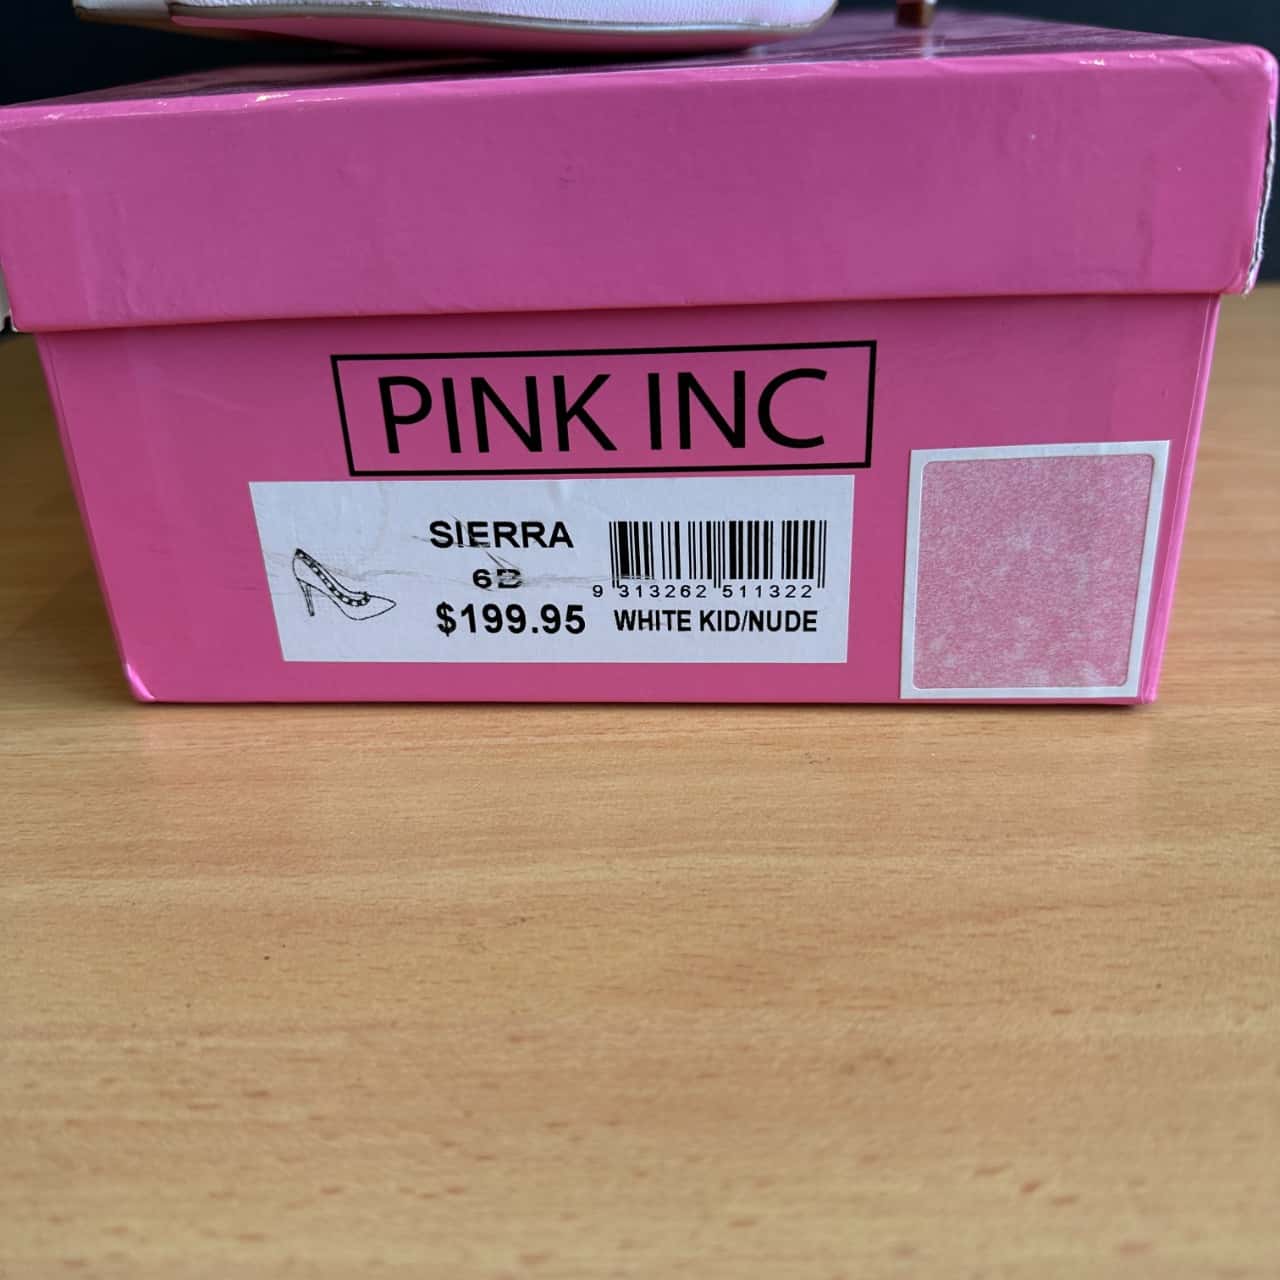 PINK INC
SIERRA
6B
$199.95
9 313262 511322
WHITE KID/NUDE